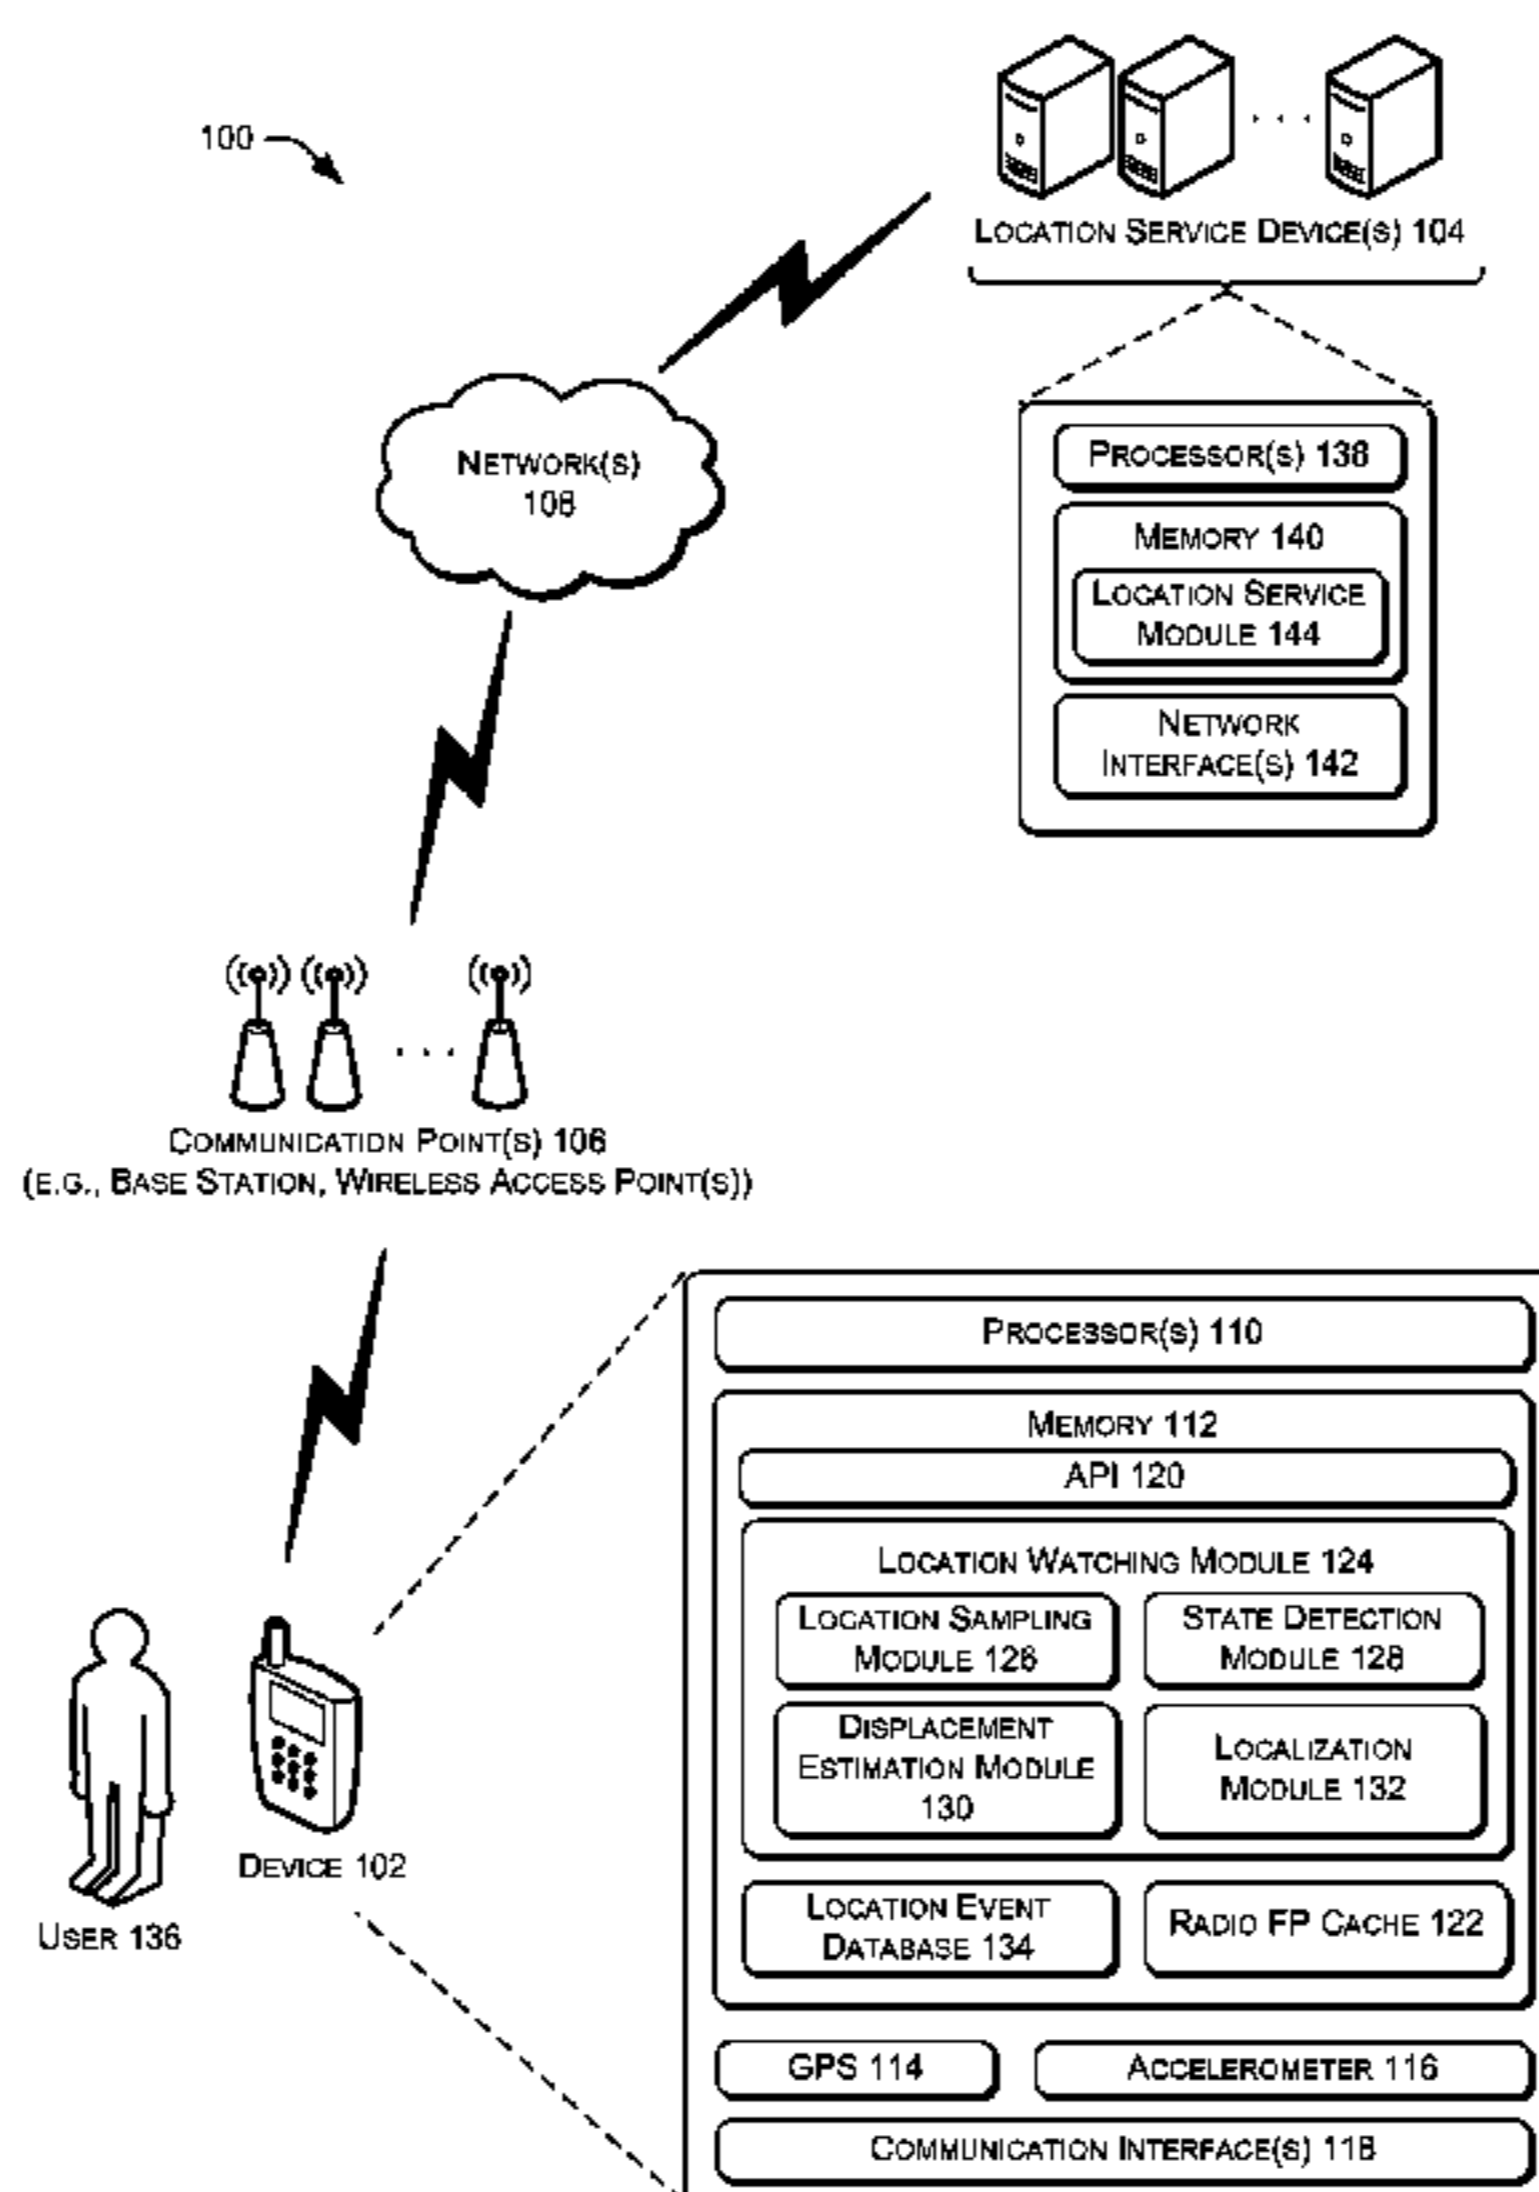 100
LOCATION SERVICE DEVICE(S) 104
NETWORK(S)
108
PROCESSOR(S) 138
MEMORY 140
LOCATION SERVICE
MODULE 144
NETWORK
INTERFACE(S) 142
COMMUNICATION POINT(S) 106
(E.G., BASE STATION, WIRELESS ACCESS POINT(S))
PROCESSOR(S) 110
MEMORY 112
API 120
LOCATION WATCHING MODULE 124
LOCATION SAMPLING
MODULE 126
STATE DETECTION
MODULE 128
DISPLACEMENT
ESTIMATION MODULE
130
LOCALIZATION
MODULE 132
LOCATION EVENT
DATABASE 134
RADIO FP CACHE 122
GPS 114
ACCELEROMETER 116
COMMUNICATION INTERFACE(S) 118
DEVICE 102
USER 136